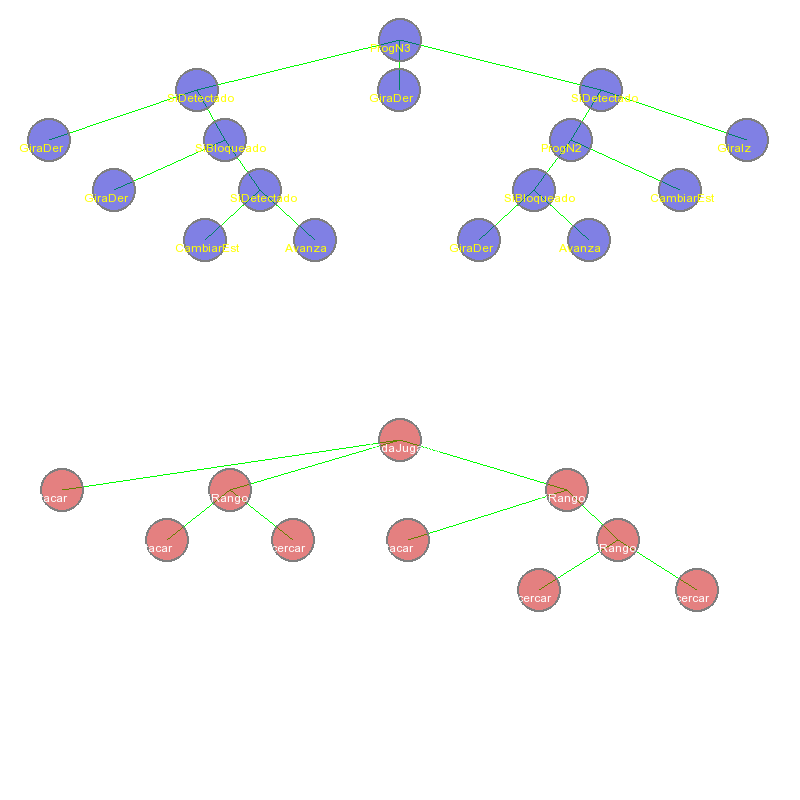 ProgN3
SiDetectado
GiraDer
SiDetectado
GiraDer
SiBloqueado
ProgN2
GiraIz
GiraDer
SiDetectado
SiBloqueado
CambiarEst
CambiarEst
Avanza
GiraDer
Avanza
daJuga
acar
Rango
Rango
acar
cercar
acar
Rango
cercar
cercar